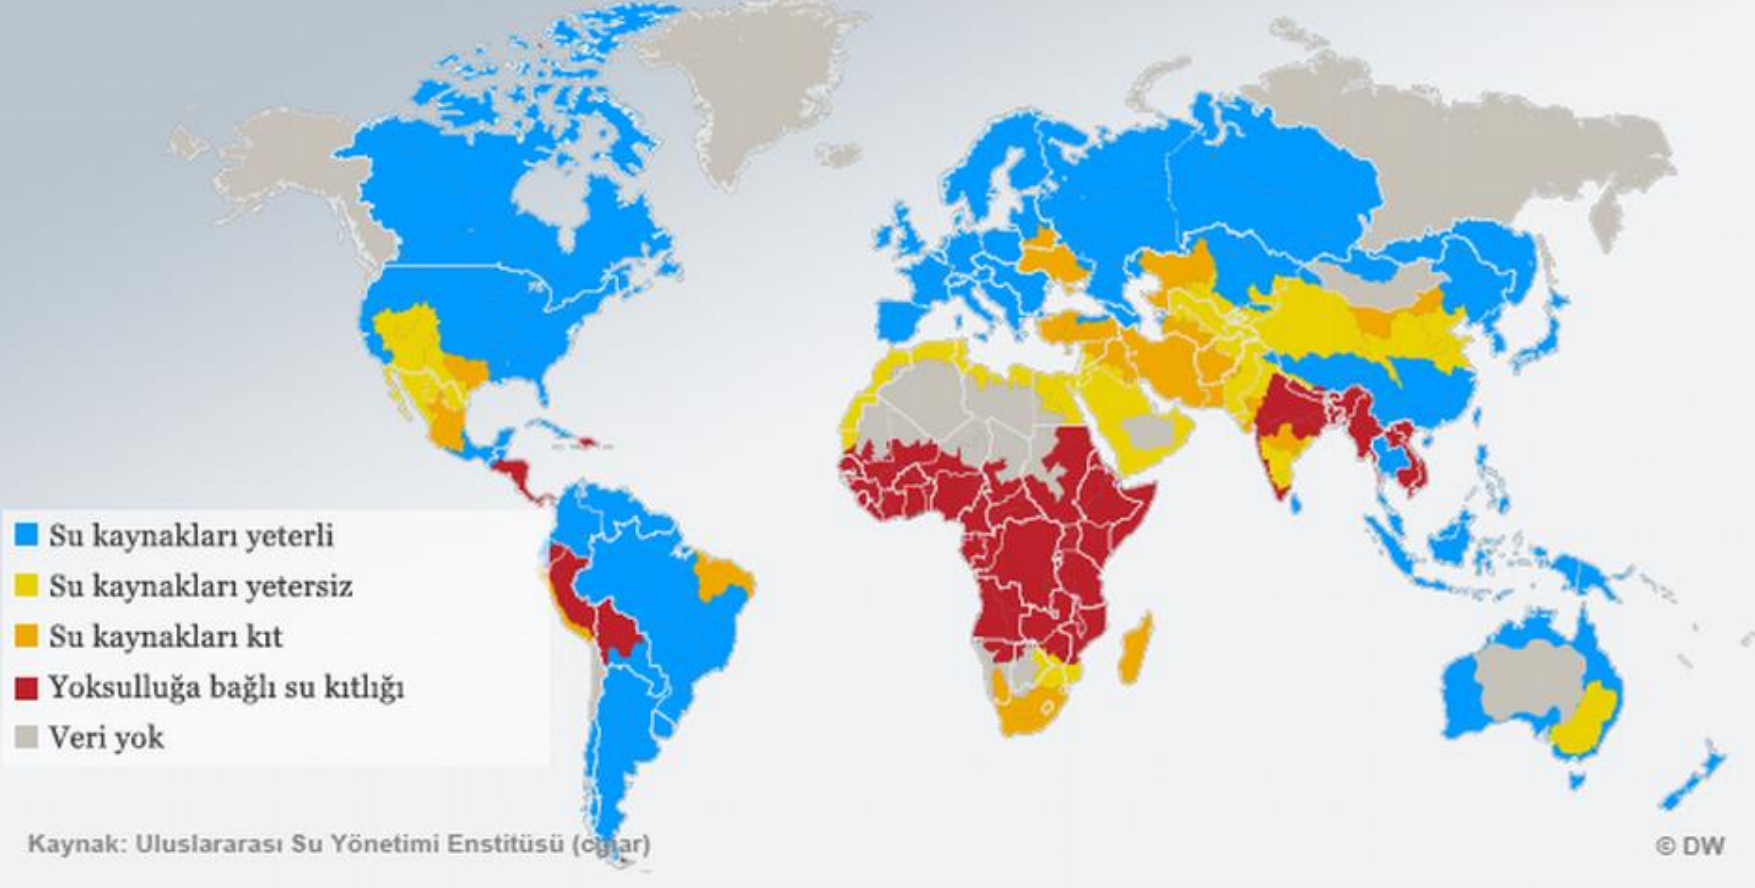 Su kaynakları yeterli
Su kaynakları yetersiz
Su kaynakları kıt
Yoksulluğa bağlı su kıtlığı
Veri yok
Kaynak: Uluslararası Su Yönetimi Enstitüsü (cgiar)
© DW